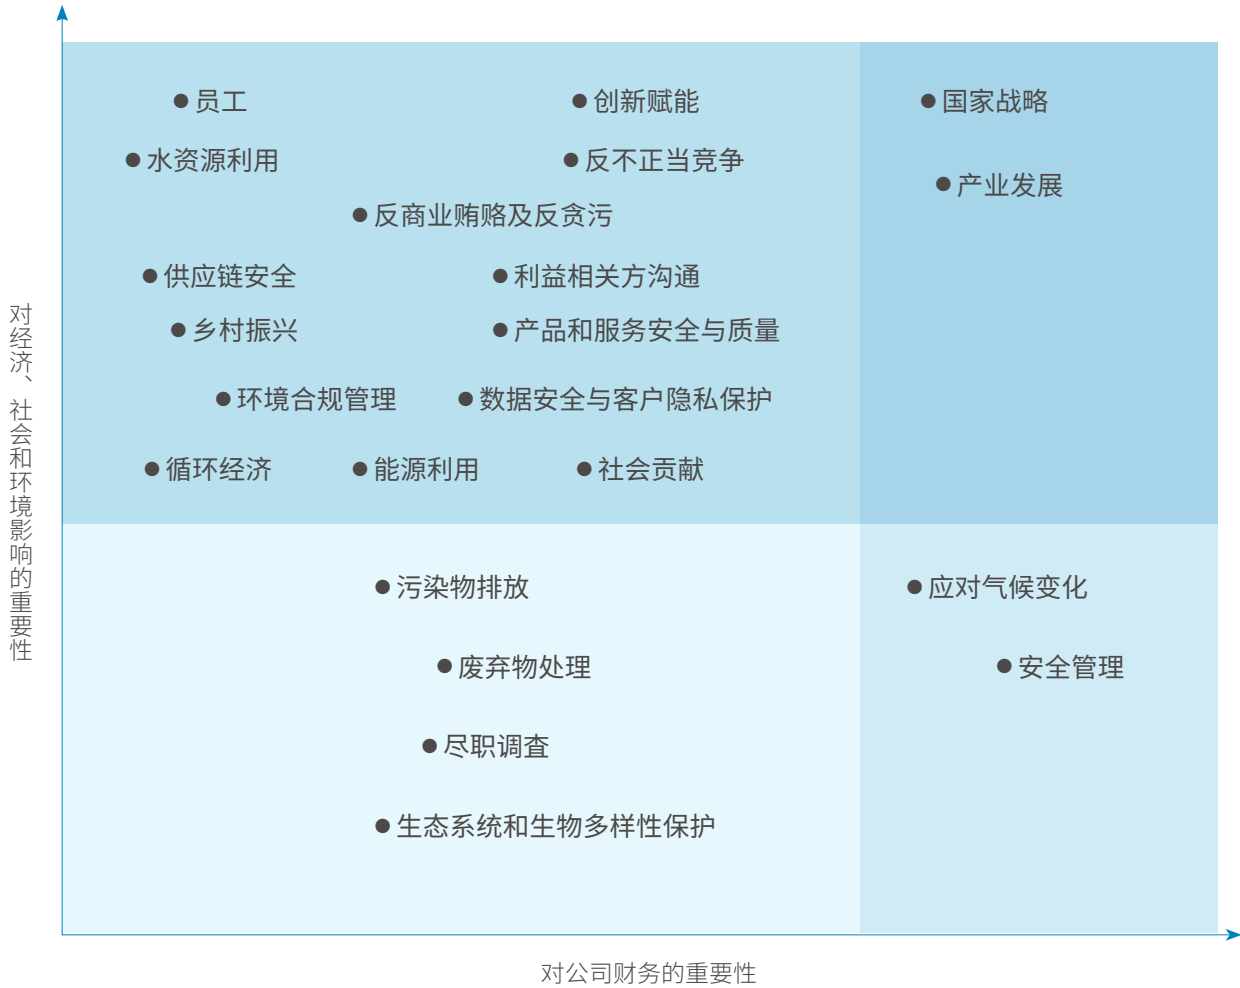 员工
创新赋能
国家战略
水资源利用
反不正当竞争
产业发展
反商业贿赂及反贪污
供应链安全
利益相关方沟通
乡村振兴
产品和服务安全与质量
环境合规管理
数据安全与客户隐私保护
循环经济
能源利用
社会贡献
对经济、社会和环境影响的重要性
污染物排放
应对气候变化
废弃物处理
安全管理
尽职调查
生态系统和生物多样性保护
对公司财务的重要性